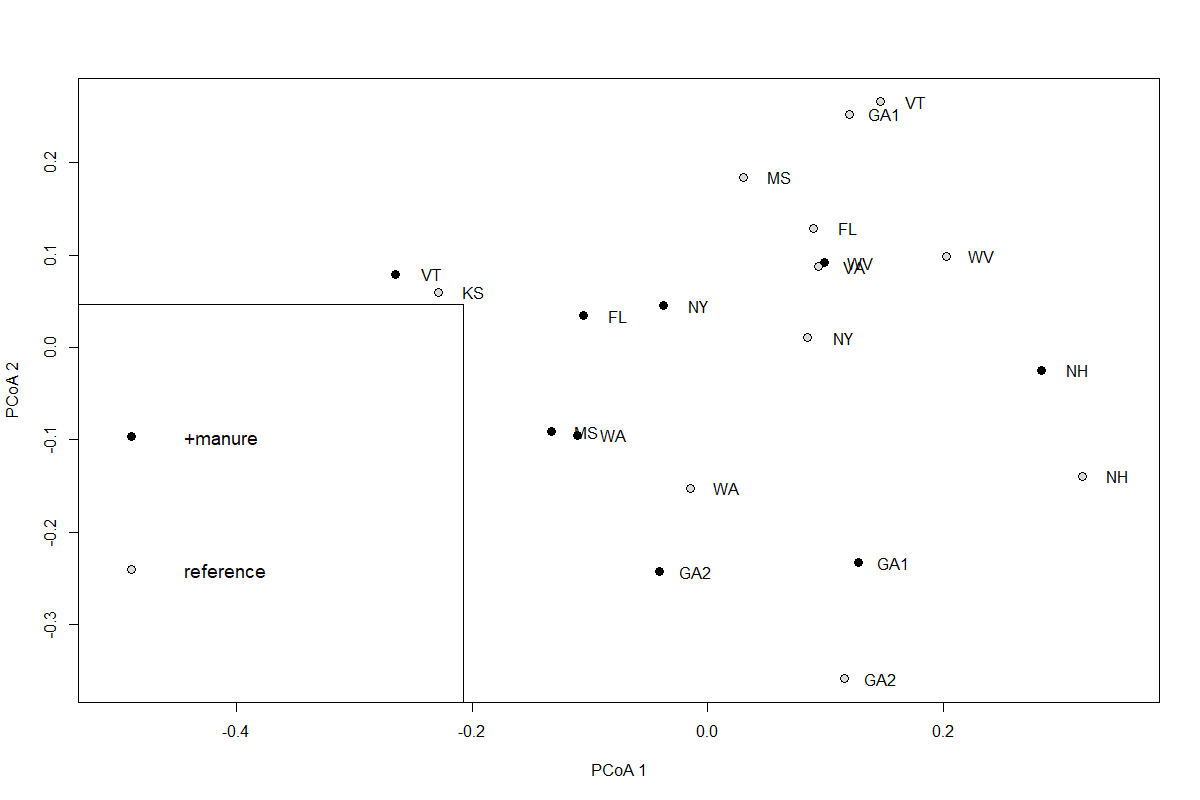 VT
GA1
0.2
MS
FL
WV
0.1
WV
VA
VT
KS
NY
FL
NY
0.0
NH
PCoA 2
MS
WA
+manure
-0.1
NH
WA
-0.2
GA1
reference
GA2
-0.3
GA2
-0.4
-0.2
0.0
0.2
PCoA 1